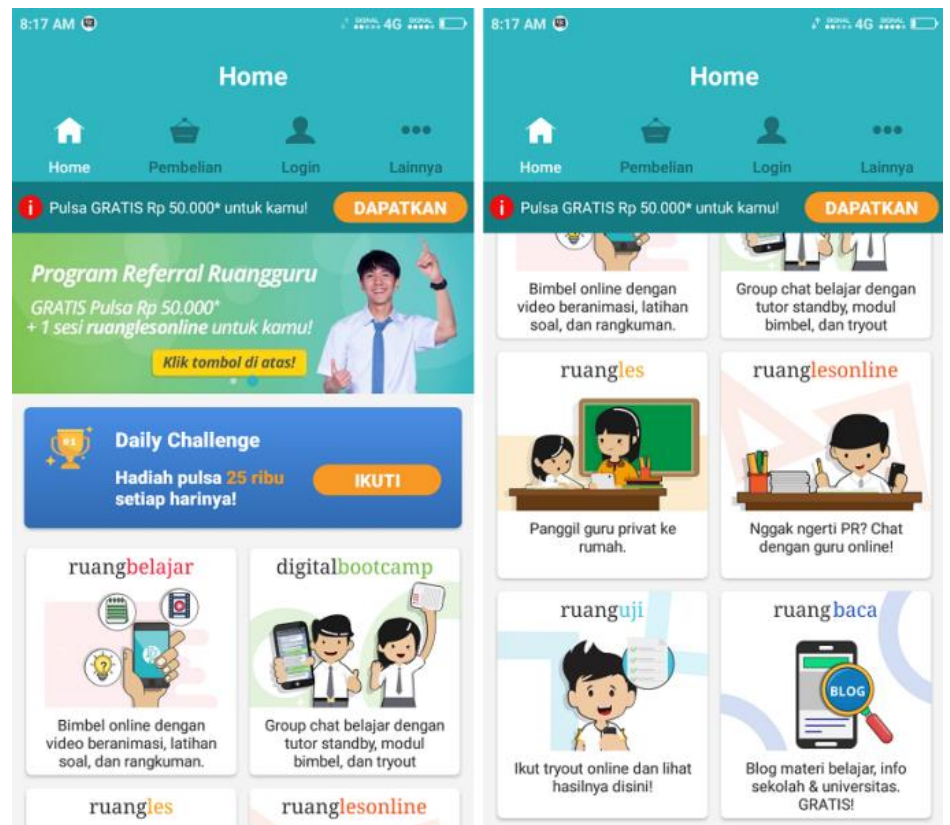 8:17 AM
4G
Home
Home
Pembelian
Login
Lainnya
i Pulsa GRATIS Rp 50.000* untuk kamu!
DAPATKAN
Program Referral Ruangguru
GRATIS Pulsa Rp 50.000*
+ 1 sesi ruanglesonline untuk kamu!
Klik tombol di atas!
#1
Daily Challenge
Hadiah pulsa 25 ribu
setiap harinya!
IKUTI
ruangbelajar
Bimbel online dengan
video beranimasi, latihan
soal, dan rangkuman.
digitalbootcamp
Group chat belajar dengan
tutor standby, modul
bimbel, dan tryout
ruangles
ruanglesonline
8:17 AM
4G
Home
Home
Pembelian
Login
Lainnya
i Pulsa GRATIS Rp 50.000* untuk kamu!
DAPATKAN
Bimbel online dengan
video beranimasi, latihan
soal, dan rangkuman.
Group chat belajar dengan
tutor standby, modul
bimbel, dan tryout
ruangles
Panggil guru privat ke
rumah.
ruanglesonline
Nggak ngerti PR? Chat
dengan guru online!
ruanguji
Ikut tryout online dan lihat
hasilnya disini!
ruangbaca
BLOG
Blog materi belajar, info
sekolah & universitas.
GRATIS!